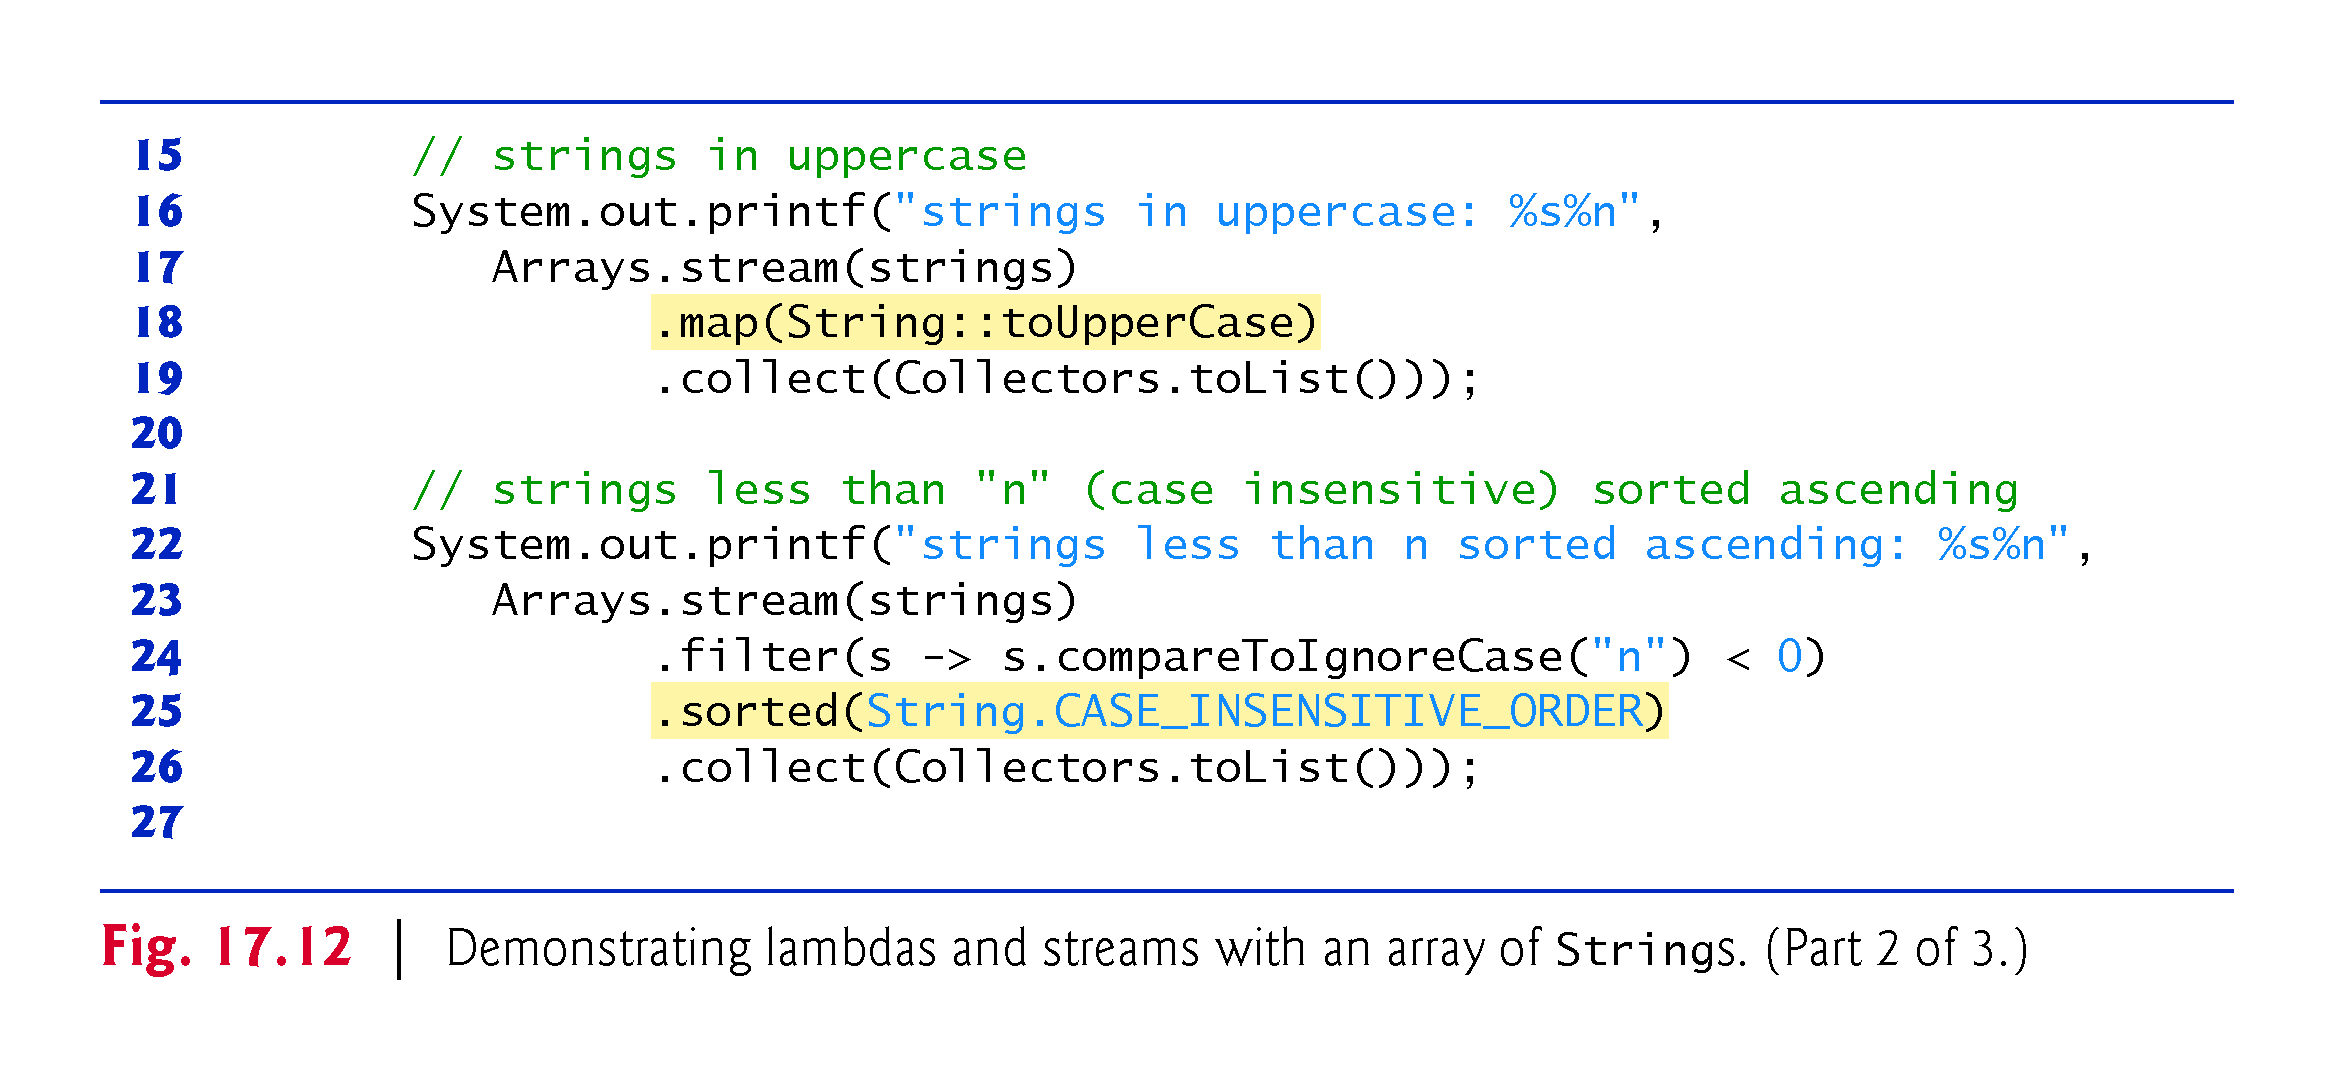 15 // strings in uppercase
16 System.out.printf("strings in uppercase: %s%n",
17 Arrays.stream(strings)
18 .map(String::toUpperCase)
19 .collect(Collectors.toList()));
20
21 // strings less than "n" (case insensitive) sorted ascending
22 System.out.printf("strings less than n sorted ascending: %s%n",
23 Arrays.stream(strings)
24 .filter(s -> s.compareToIgnoreCase("n") < 0)
25 .sorted(String.CASE_INSENSITIVE_ORDER)
26 .collect(Collectors.toList()));
27
Fig. 17.12 | Demonstrating lambdas and streams with an array of Strings. (Part 2 of 3.)